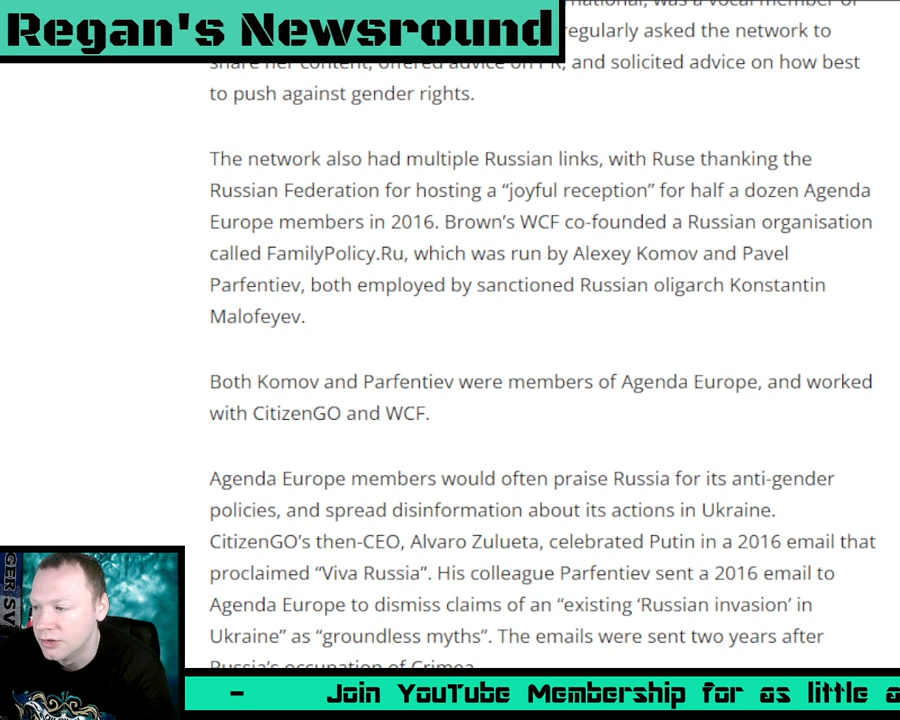 Regan's Newsround
regularly asked the network to
share her content, offered advice on PR, and solicited advice on how best
to push against gender rights.
The network also had multiple Russian links, with Ruse thanking the
Russian Federation for hosting a “joyful reception” for half a dozen Agenda
Europe members in 2016. Brown’s WCF co-founded a Russian organisation
called FamilyPolicy.Ru, which was run by Alexey Komov and Pavel
Parfentiev, both employed by sanctioned Russian oligarch Konstantin
Malofeyev.
Both Komov and Parfentiev were members of Agenda Europe, and worked
with CitizenGO and WCF.
Agenda Europe members would often praise Russia for its anti-gender
policies, and spread disinformation about its actions in Ukraine.
CitizenGO’s then-CEO, Alvaro Zulueta, celebrated Putin in a 2016 email that
proclaimed “Viva Russia”. His colleague Parfentiev sent a 2016 email to
Agenda Europe to dismiss claims of an “existing ‘Russian invasion’ in
Ukraine” as “groundless myths”. The emails were sent two years after
Russia’s occupation of Crimea.
- Join YouTube Membership for as little